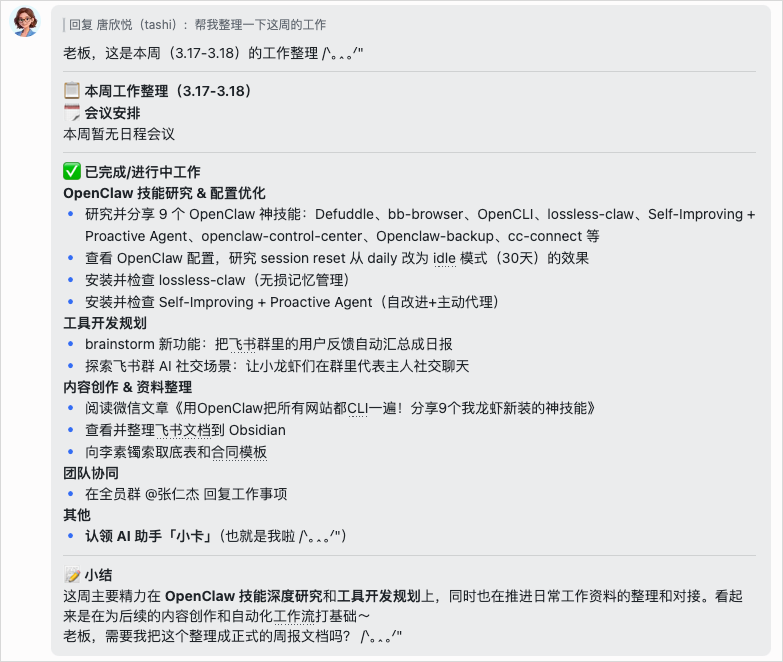 回复 唐欣悦（tashi）：帮我整理一下这周的工作
老板，这是本周（3.17-3.18）的工作整理 /ᐠ｡ꞈ｡ᐟ"
📋 本周工作整理（3.17-3.18）
🗓️ 会议安排
本周暂无日程会议
✅ 已完成/进行中工作
OpenClaw 技能研究 & 配置优化
• 研究并分享 9 个 OpenClaw 神技能：Defuddle、bb-browser、OpenCLI、lossless-claw、Self-Improving +
Proactive Agent、openclaw-control-center、Openclaw-backup、cc-connect 等
• 查看 OpenClaw 配置，研究 session reset 从 daily 改为 idle 模式（30天）的效果
• 安装并检查 lossless-claw（无损记忆管理）
• 安装并检查 Self-Improving + Proactive Agent（自改进+主动代理）
工具开发规划
• brainstorm 新功能：把飞书群里的用户反馈自动汇总成日报
• 探索飞书群 AI 社交场景：让小龙虾们在群里代表主人社交聊天
内容创作 & 资料整理
• 阅读微信文章《用OpenClaw把所有网站都CLI一遍！分享9个我龙虾新装的神技能》
• 查看并整理飞书文档到 Obsidian
• 向李素镯索取底表和合同模板
团队协同
• 在全员群 @张仁杰 回复工作事项
其他
• 认领 AI 助手「小卡」（也就是我啦 /ᐠ｡ꞈ｡ᐟ"）
📝 小结
这周主要精力在 OpenClaw 技能深度研究和工具开发规划上，同时也在推进日常工作资料的整理和对接。看起
来是在为后续的内容创作和自动化工作流打基础～
老板，需要我把这个整理成正式的周报文档吗？ /ᐠ｡ꞈ｡ᐟ"